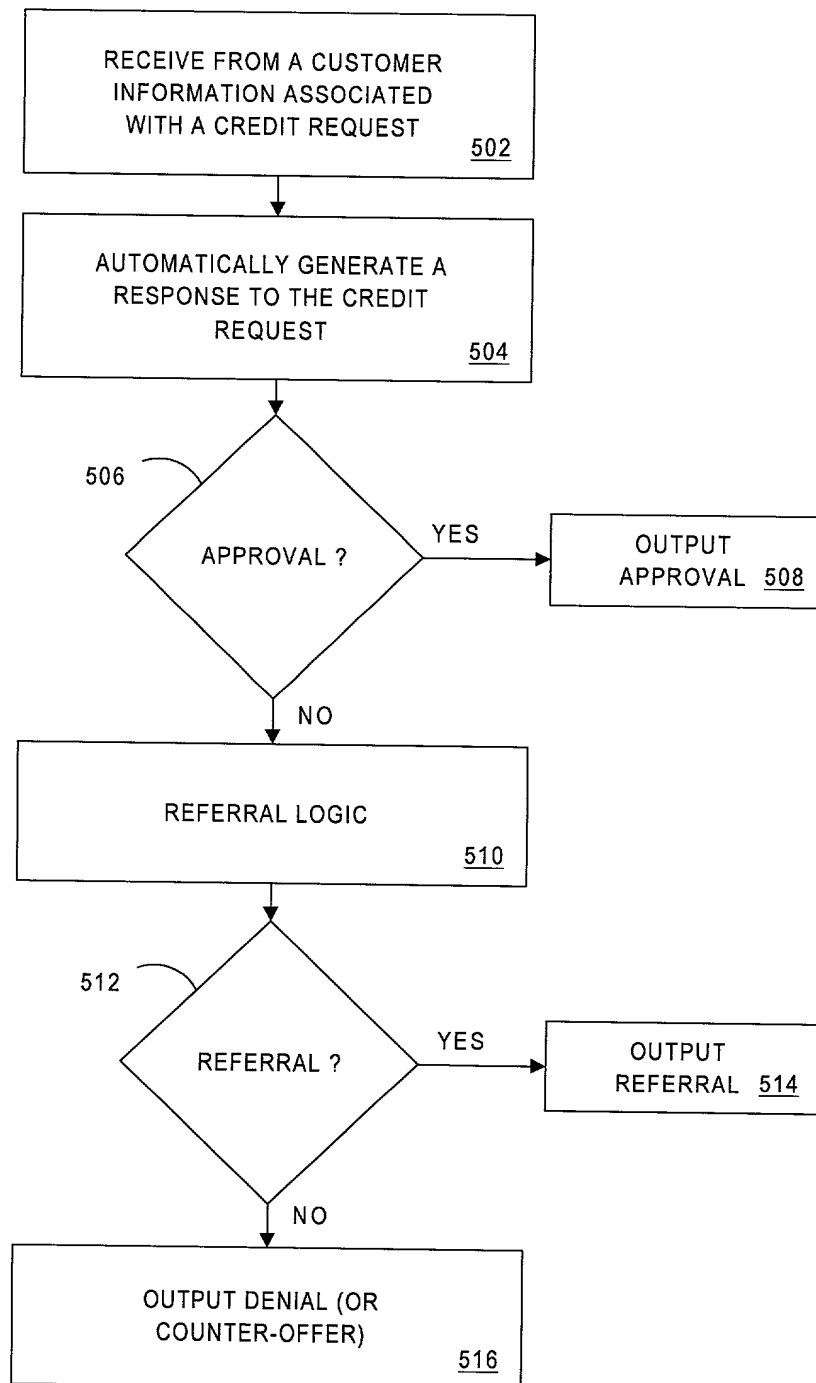 RECEIVE FROM A CUSTOMER
INFORMATION ASSOCIATED
WITH A CREDIT REQUEST
502
AUTOMATICALLY GENERATE A
RESPONSE TO THE CREDIT
REQUEST
504
506
APPROVAL ?
YES
OUTPUT
APPROVAL 508
NO
REFERRAL LOGIC
510
512
REFERRAL ?
YES
OUTPUT
REFERRAL 514
NO
OUTPUT DENIAL (OR
COUNTER-OFFER)
516